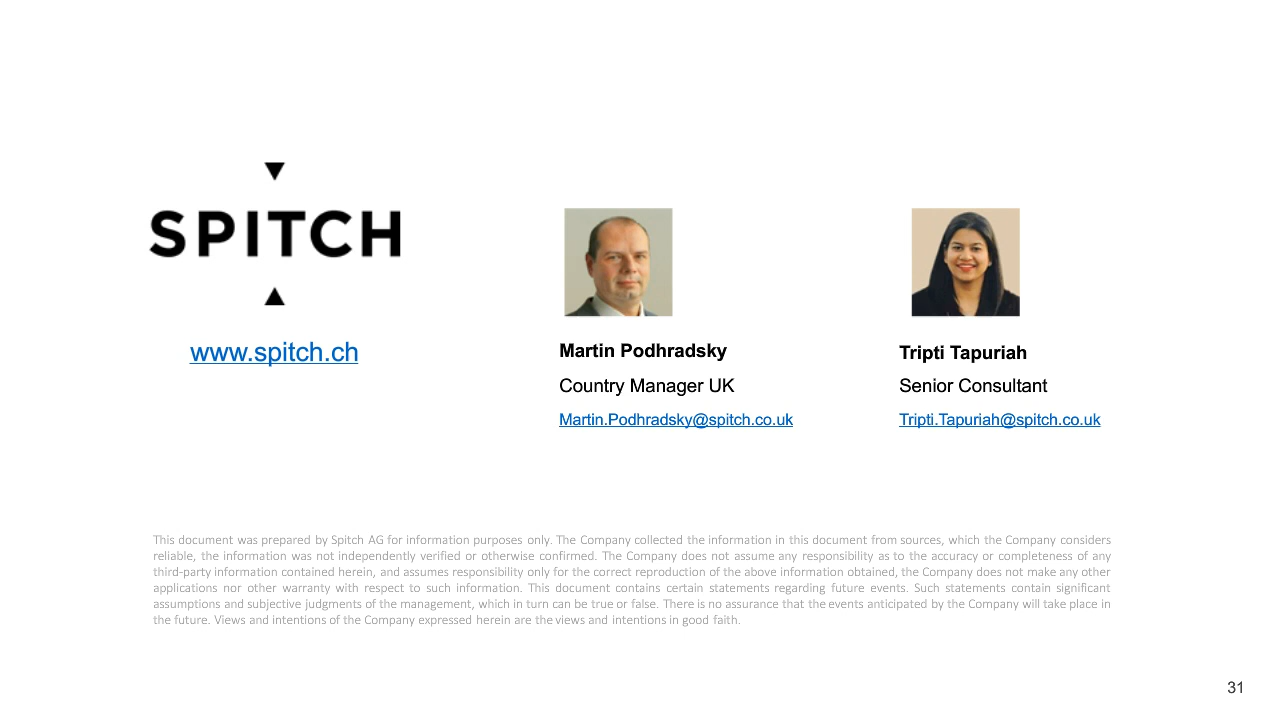 SPITCH
www.spitch.ch
Martin Podhradsky
Country Manager UK
Martin.Podhradsky@spitch.co.uk
Tripti Tapuriah
Senior Consultant
Tripti.Tapuriah@spitch.co.uk
This document was prepared by Spitch AG for information purposes only. The Company collected the information in this document from sources, which the Company considers
reliable, the information was not independently verified or otherwise confirmed. The Company does not assume any responsibility as to the accuracy or completeness of any
third-party information contained herein, and assumes responsibility only for the correct reproduction of the above information obtained, the Company does not make any other
applications nor other warranty with respect to such information. This document contains certain statements regarding future events. Such statements contain significant
assumptions and subjective judgments of the management, which in turn can be true or false. There is no assurance that the events anticipated by the Company will take place in
the future. Views and intentions of the Company expressed herein are the views and intentions in good faith.
31